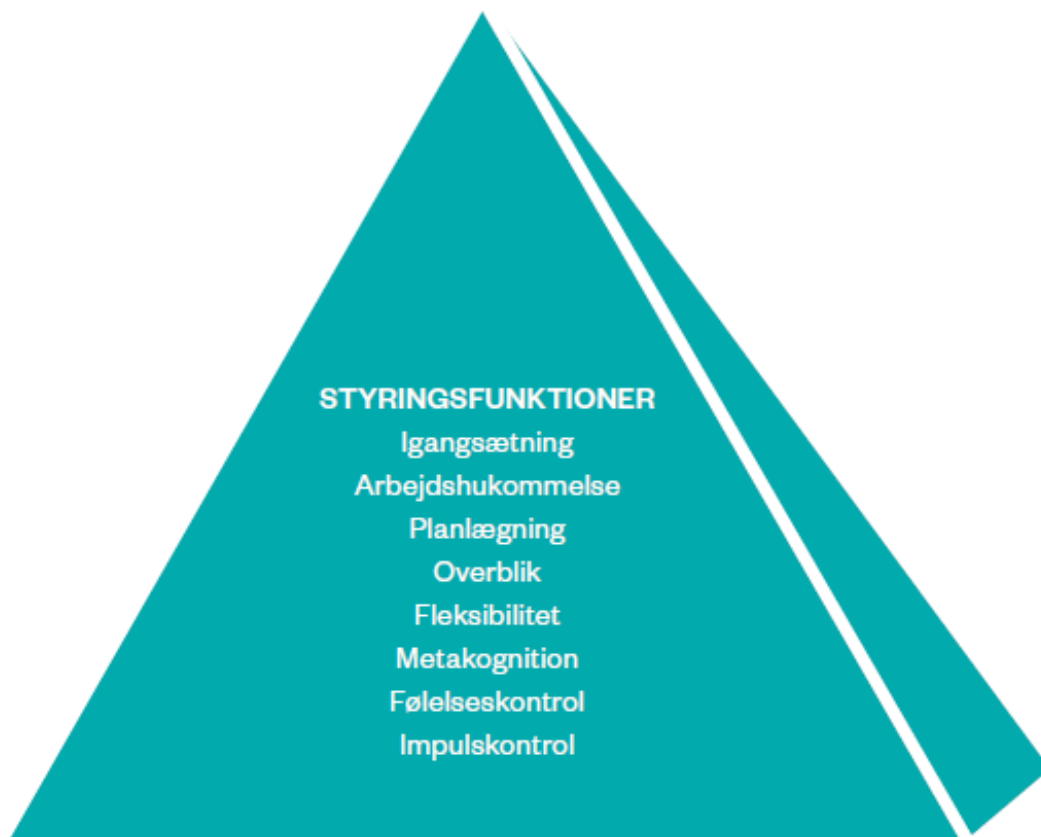 STYRINGSFUNKTIONER
Igangsætning
Arbejdshukommelse
Planlægning
Overblik
Fleksibilitet
Metakognition
Følelseskontrol
Impulskontrol